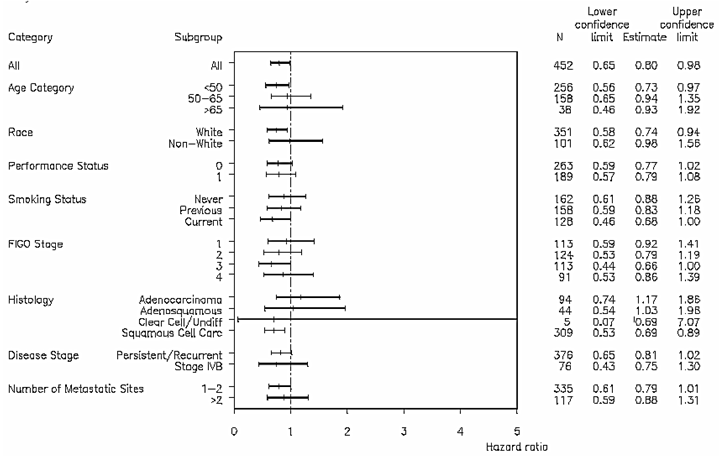 Lower Upper
confidence confidence
Category Subgroup N limit Estimate limit
All All 452 0.65 0.80 0.98
Age Category <50 256 0.56 0.73 0.97
50-65 158 0.65 0.94 1.35
>65 38 0.46 0.93 1.92
Race White 351 0.58 0.74 0.94
Non-White 101 0.62 0.98 1.56
Performance Status 0 263 0.59 0.77 1.02
1 189 0.57 0.79 1.08
Smoking Status Never 162 0.61 0.88 1.26
Previous 158 0.59 0.83 1.18
Current 128 0.46 0.68 1.00
FIGO Stage 1 113 0.59 0.92 1.41
2 124 0.53 0.79 1.19
3 113 0.44 0.66 1.00
4 91 0.53 0.86 1.39
Histology Adenocarcinoma 94 0.74 1.17 1.86
Adenosquamous 44 0.54 1.03 1.96
Clear Cell/Undiff 5 0.07 0.69 7.07
Squamous Cell Carc 309 0.53 0.69 0.89
Disease Stage Persistent/Recurrent 376 0.65 0.81 1.02
Stage IVB 76 0.43 0.75 1.30
Number of Metastatic Sites 1-2 335 0.61 0.79 1.01
>2 117 0.59 0.88 1.31
0 1 2 3 4 5
Hazard ratio